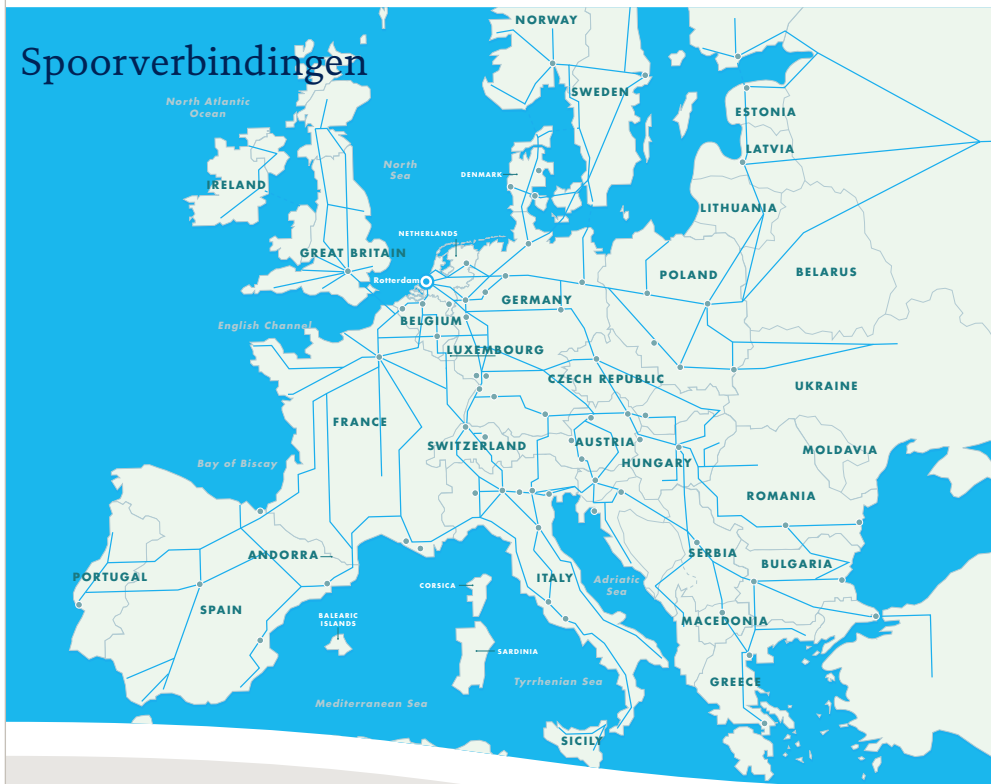 Spoorverbindingen
NORWAY
SWEDEN
North Atlantic
Ocean
ESTONIA
LATVIA
North
Sea
DENMARK
IRELAND
LITHUANIA
NETHERLANDS
GREAT BRITAIN
POLAND
BELARUS
Rotterdam
GERMANY
BELGIUM
English Channel
LUXEMBOURG
CZECH REPUBLIC
UKRAINE
FRANCE
SWITZERLAND
AUSTRIA
MOLDAVIA
HUNGARY
Bay of Biscay
ROMANIA
ANDORRA
SERBIA
BULGARIA
PORTUGAL
ITALY
Adriatic
Sea
CORSICA
SPAIN
BALEARIC
ISLANDS
MACEDONIA
SARDINIA
Tyrrhenian Sea
GREECE
Mediterranean Sea
SICILY